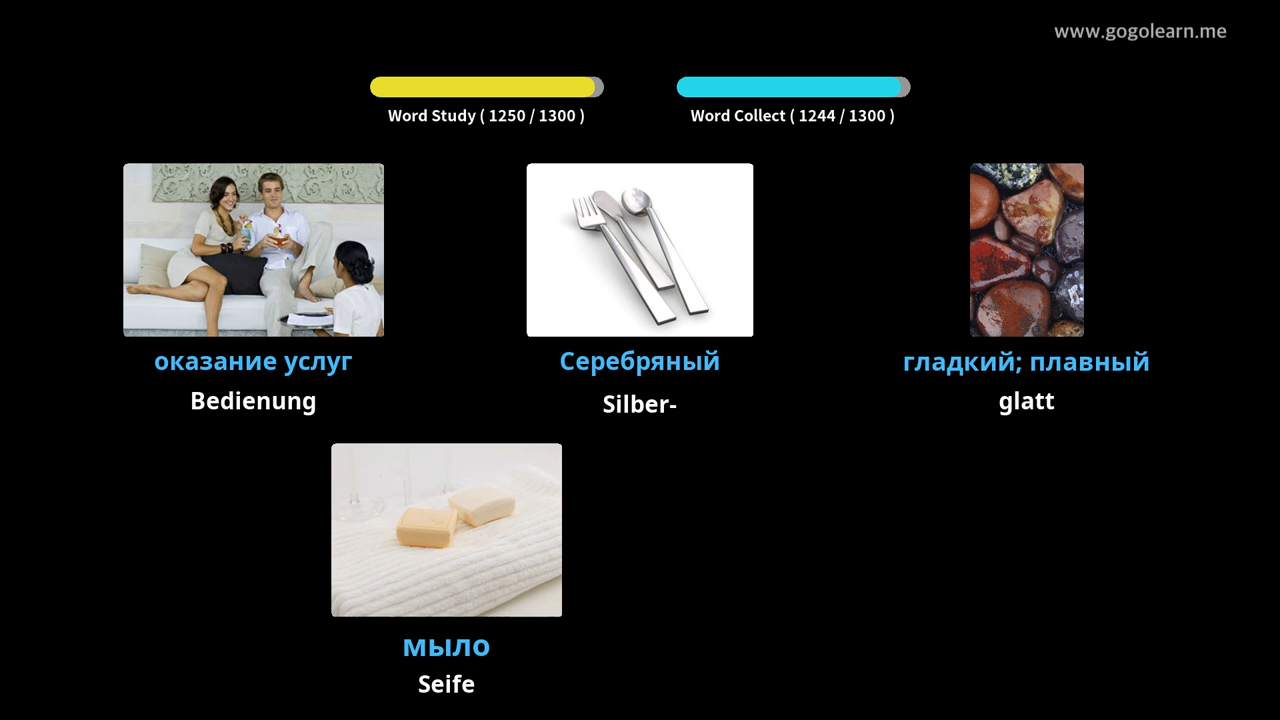 www.gogolearn.me
Word Study ( 1250 / 1300 )
Word Collect ( 1244 / 1300 )
оказание услуг
Bedienung
Серебряный
Silber-
гладкий; плавный
glatt
мыло
Seife